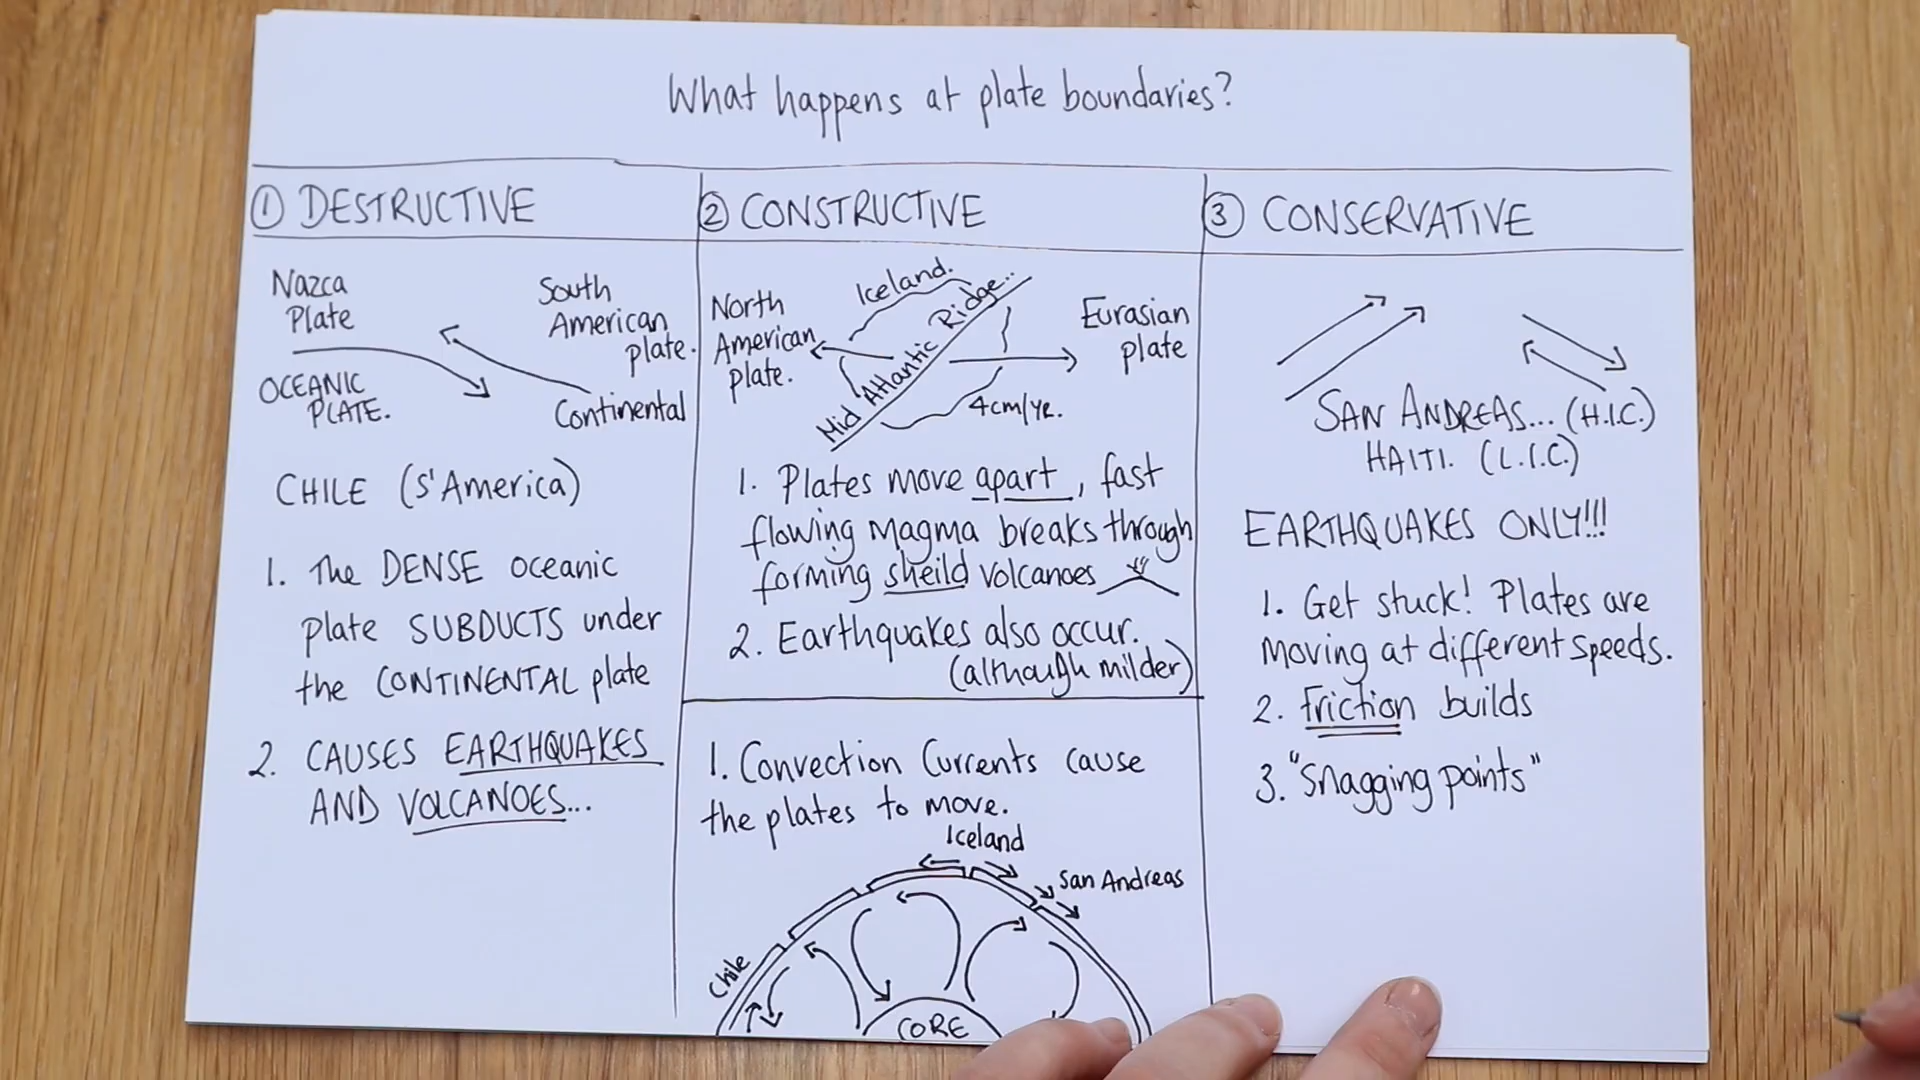 What happens at plate boundaries?
① DESTRUCTIVE
Nazca
Plate
South
American
plate.
OCEANIC
PLATE.
Continental
CHILE (S'America)
1. The DENSE oceanic
plate SUBDUCTS under
the CONTINENTAL plate
2. CAUSES EARTHQUAKES
AND VOLCANOES...
② CONSTRUCTIVE
Iceland.
North
American
plate.
Mid Atlantic Ridge...
Eurasian
plate
4cm/yr.
1. Plates move apart, fast
flowing magma breaks through
forming sheild volcanoes
2. Earthquakes also occur.
(although milder)
1. Convection Currents cause
the plates to move.
Iceland
San Andreas
Chile
CORE
③ CONSERVATIVE
SAN ANDREAS... (H.I.C.)
HAITI. (L.I.C.)
EARTHQUAKES ONLY!!!
1. Get stuck! Plates are
moving at different speeds.
2. friction builds
3. "Snagging points"